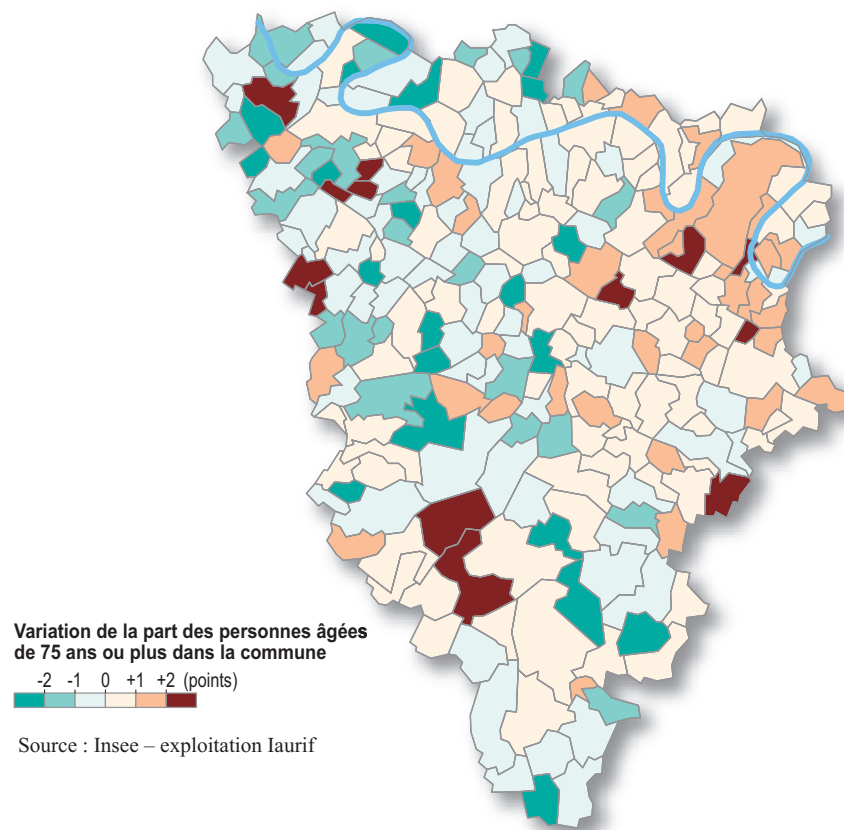 Variation de la part des personnes âgées
de 75 ans ou plus dans la commune
-2 -1 0 +1 +2 (points)
Source : Insee – exploitation Iaurif